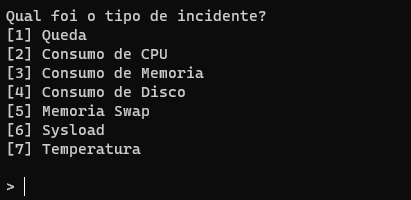 Qual foi o tipo de incidente?
[1] Queda
[2] Consumo de CPU
[3] Consumo de Memoria
[4] Consumo de Disco
[5] Memoria Swap
[6] Sysload
[7] Temperatura
>